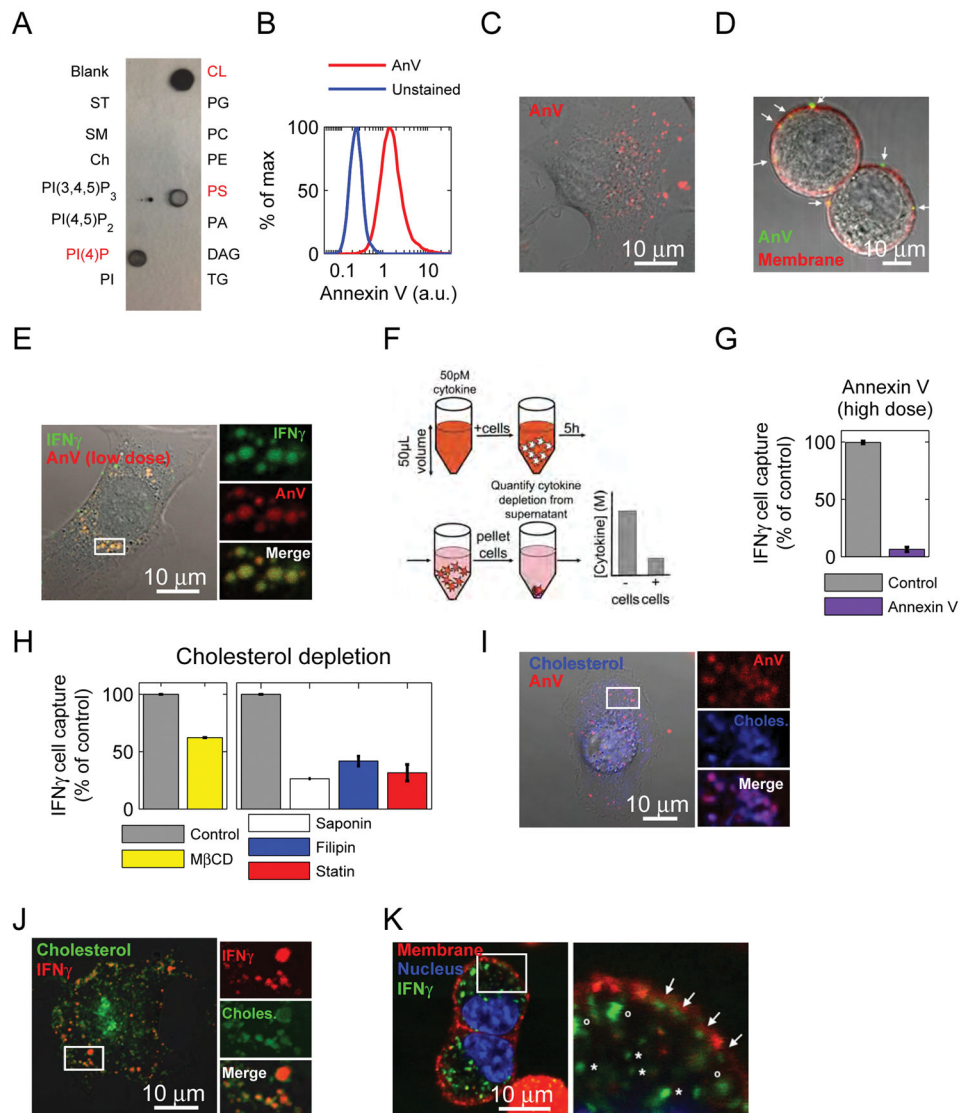 A
Blank
ST
SM
Ch
PI(3,4,5)P3
PI(4,5)P2
PI(4)P
PI
CL
PG
PC
PE
PS
PA
DAG
TG
B
AnV
Unstained
% of max
100
50
0
0.1
1
10
Annexin V (a.u.)
C
AnV
10 μm
D
AnV
Membrane
10 μm
E
IFNγ
AnV (low dose)
10 μm
IFNγ
AnV
Merge
F
50pM
cytokine
50μL
volume
+cells
5h
pellet
cells
Quantify cytokine
depletion from
supernatant
[Cytokine] (M)
- +
cells cells
G
Annexin V
(high dose)
IFNγ cell capture
(% of control)
100
50
0
Control
Annexin V
H
Cholesterol depletion
IFNγ cell capture
(% of control)
100
50
0
100
50
0
Control
MβCD
Saponin
Filipin
Statin
I
Cholesterol
AnV
10 μm
AnV
Choles.
Merge
J
Cholesterol
IFNγ
10 μm
IFNγ
Choles.
Merge
K
Membrane
Nucleus
IFNγ
10 μm